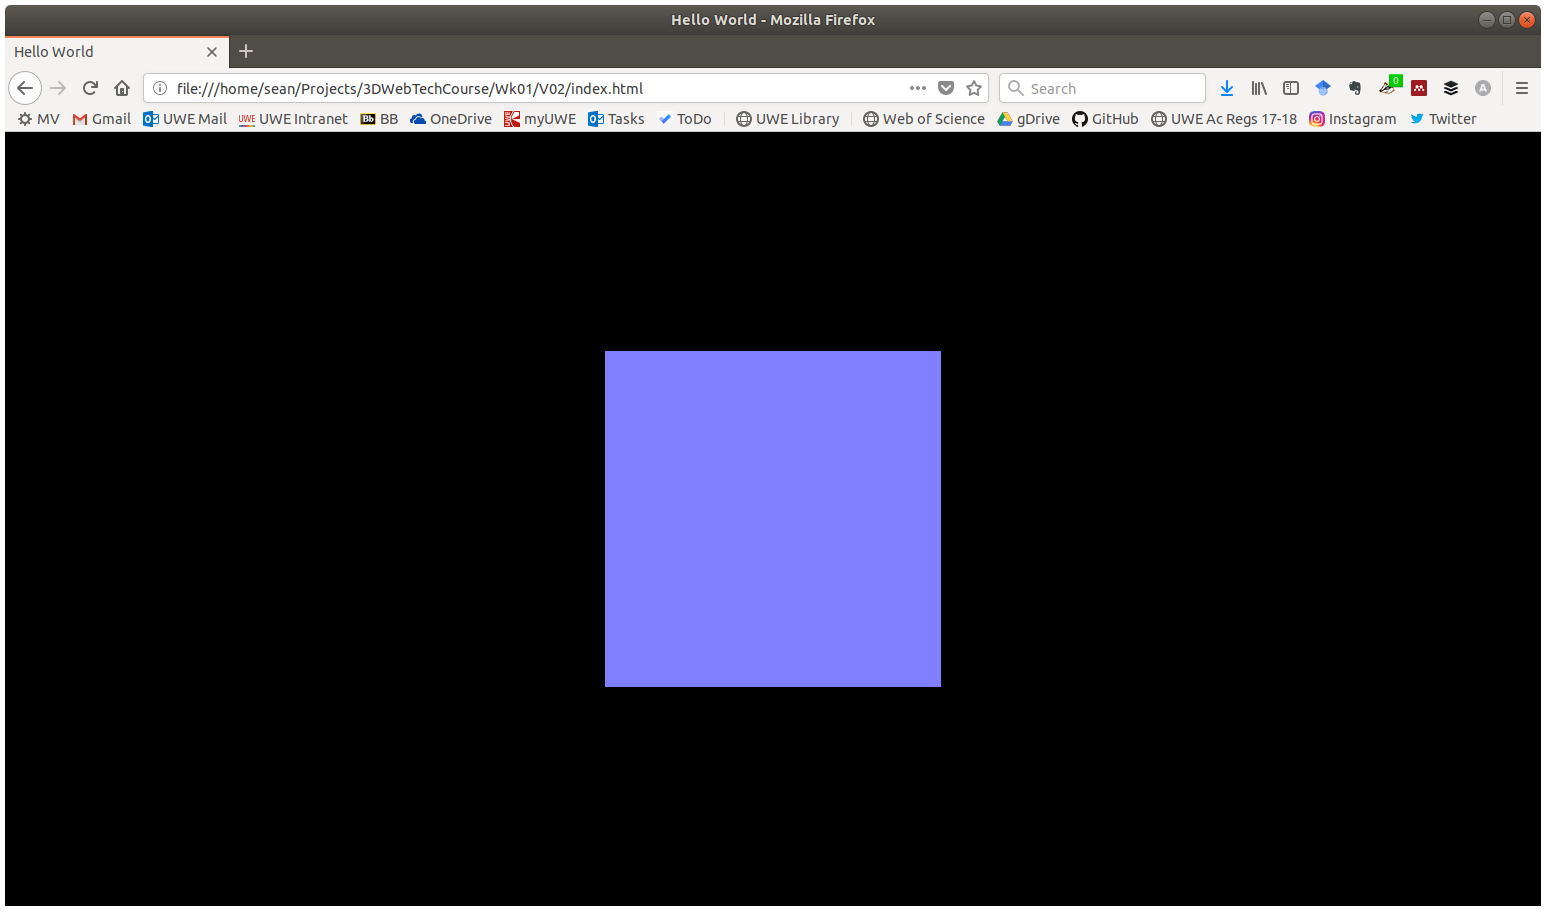 Hello World - Mozilla Firefox
Hello World
file:///home/sean/Projects/3DWebTechCourse/Wk01/V02/index.html Search 0 A
MV Gmail UWE Mail UWE UWE Intranet Bb BB OneDrive myUWE Tasks ToDo UWE Library Web of Science gDrive GitHub UWE Ac Regs 17-18 Instagram Twitter